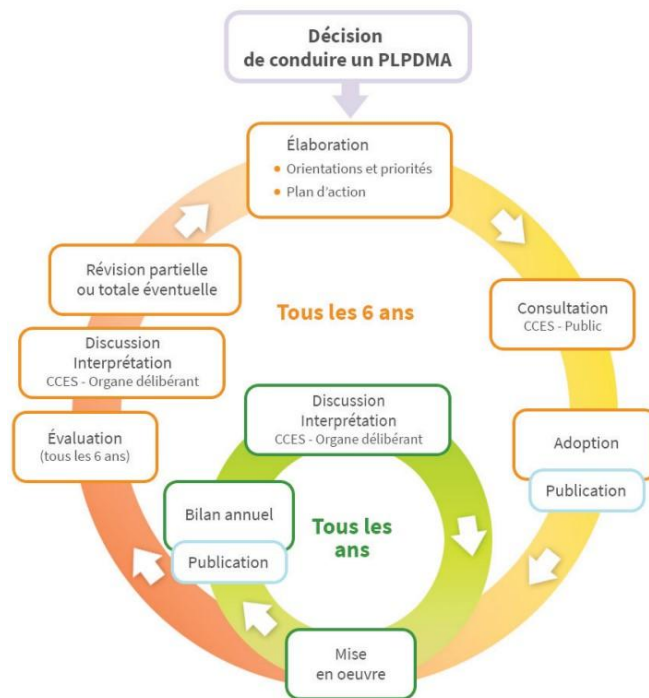 Décision
de conduire un PLPDMA
Élaboration
• Orientations et priorités
• Plan d'action
Révision partielle
ou totale éventuelle
Tous les 6 ans
Consultation
CCES - Public
Discussion
Interprétation
CCES - Organe délibérant
Évaluation
(tous les 6 ans)
Discussion
Interprétation
CCES - Organe délibérant
Adoption
Publication
Bilan annuel
Publication
Tous les
ans
Mise
en oeuvre